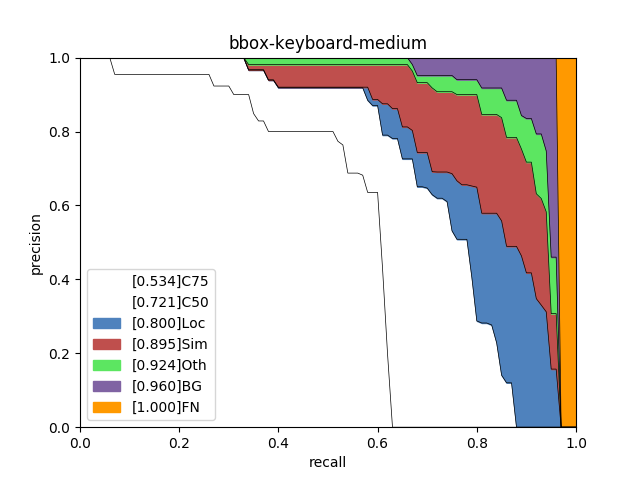 bbox-keyboard-medium
1.0
0.8
0.6
0.4
0.2
0.0
precision
[0.534]C75
[0.721]C50
[0.800]Loc
[0.895]Sim
[0.924]Oth
[0.960]BG
[1.000]FN
0.0 0.2 0.4 0.6 0.8 1.0
recall